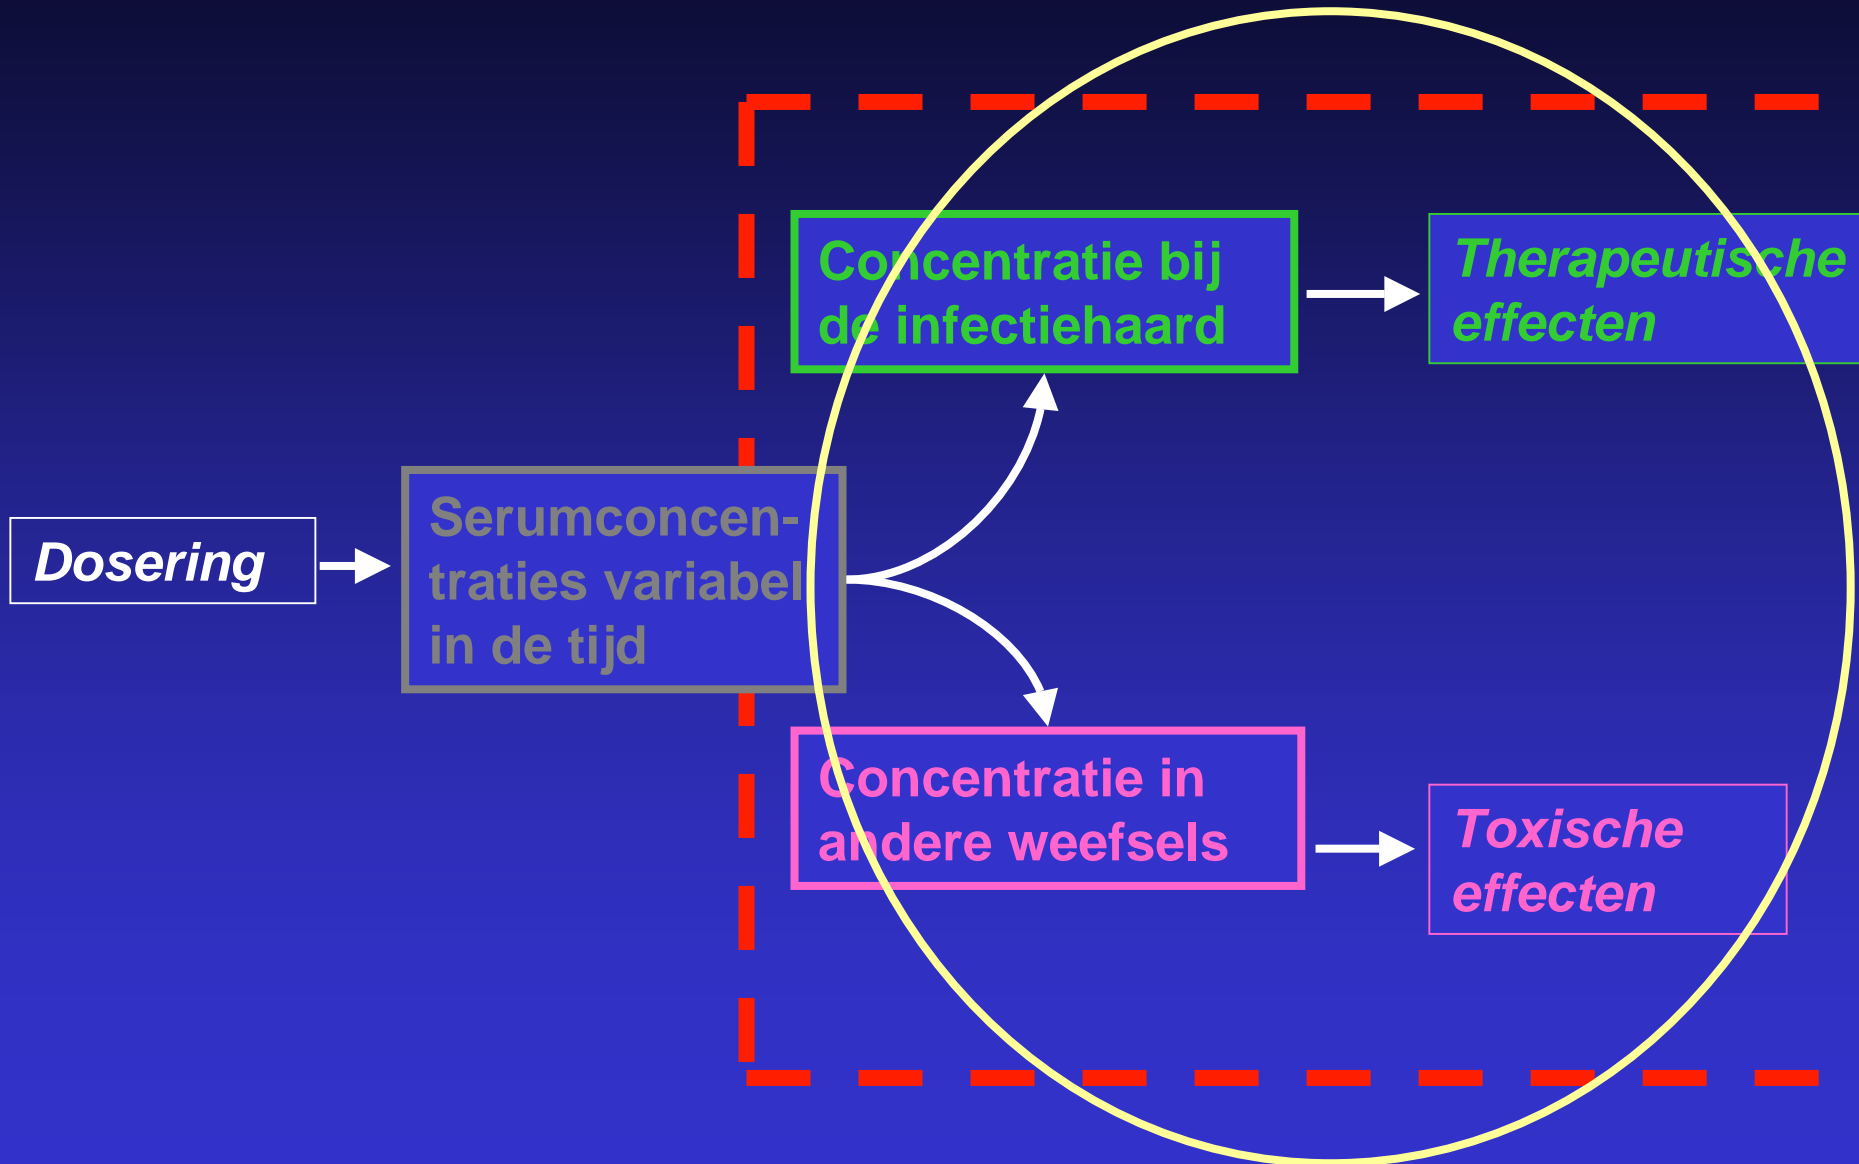 Dosering
Serumconcen-
traties variabel
in de tijd
Concentratie bij
de infectiehaard
Therapeutische
effecten
Concentratie in
andere weefsels
Toxische
effecten